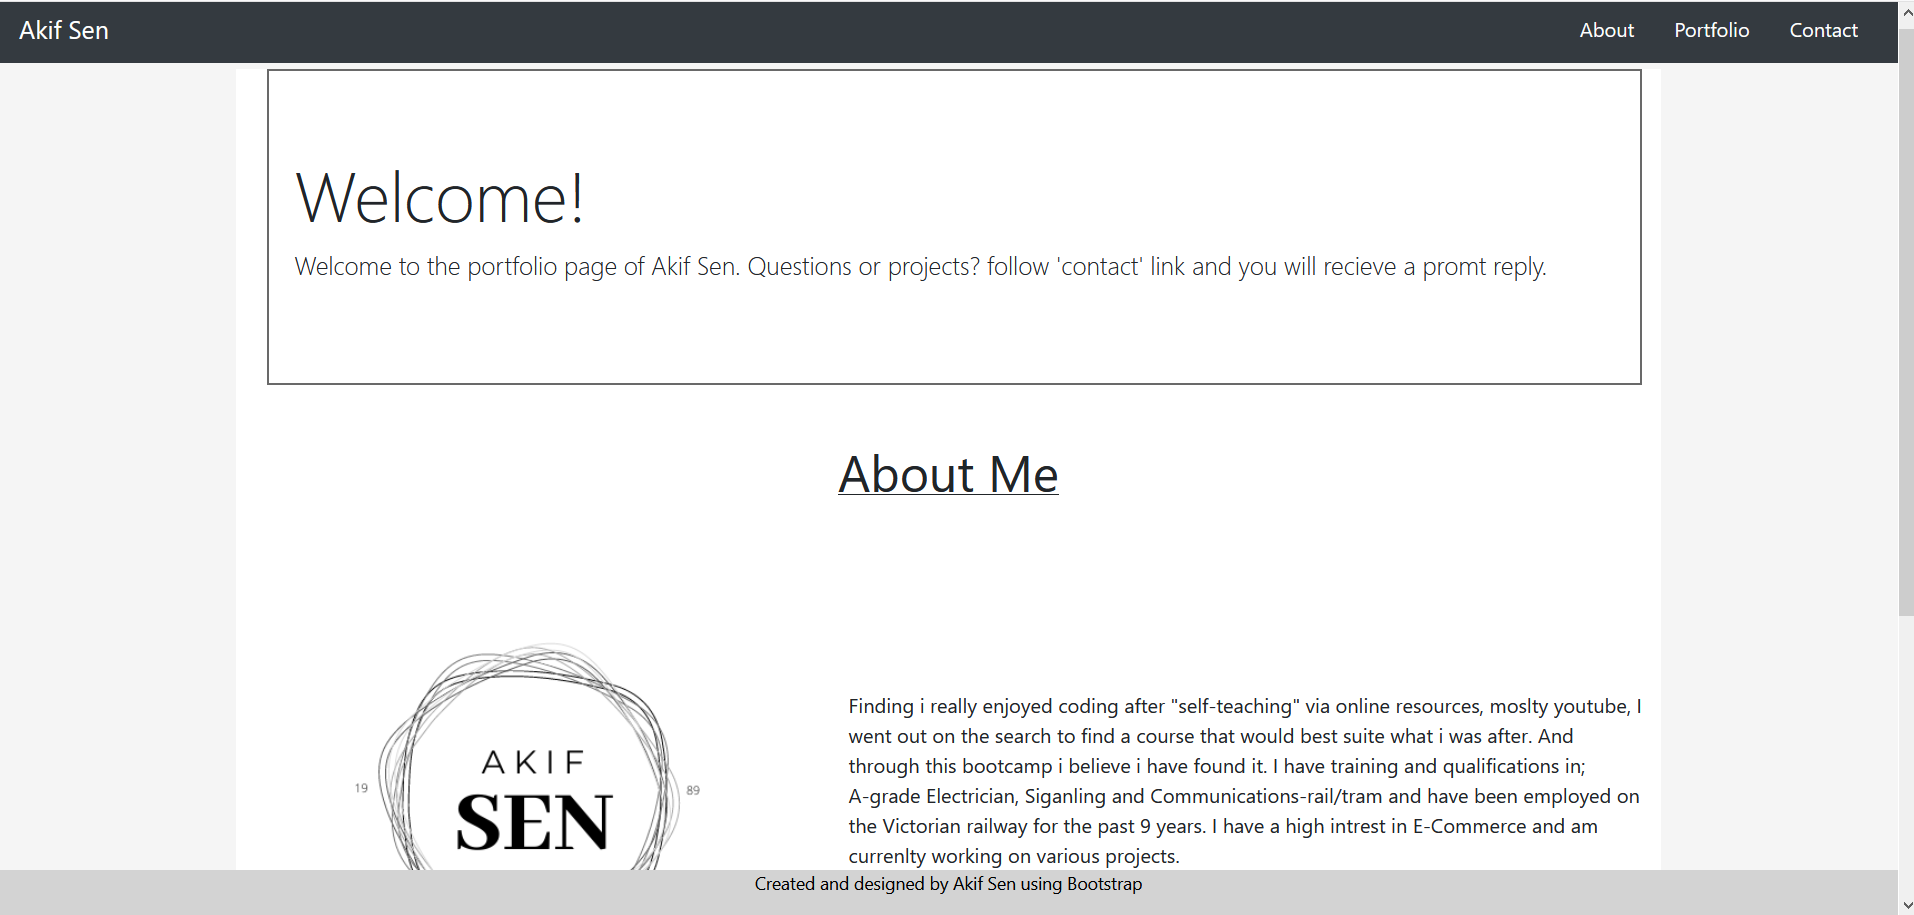 Akif Sen
About Portfolio Contact
Welcome!
Welcome to the portfolio page of Akif Sen. Questions or projects? follow 'contact' link and you will recieve a promt reply.
About Me
AKIF
SEN
19
89
Finding i really enjoyed coding after "self-teaching" via online resources, moslty youtube, I
went out on the search to find a course that would best suite what i was after. And
through this bootcamp i believe i have found it. I have training and qualifications in;
A-grade Electrician, Siganling and Communications-rail/tram and have been employed on
the Victorian railway for the past 9 years. I have a high intrest in E-Commerce and am
currenlty working on various projects.
Created and designed by Akif Sen using Bootstrap